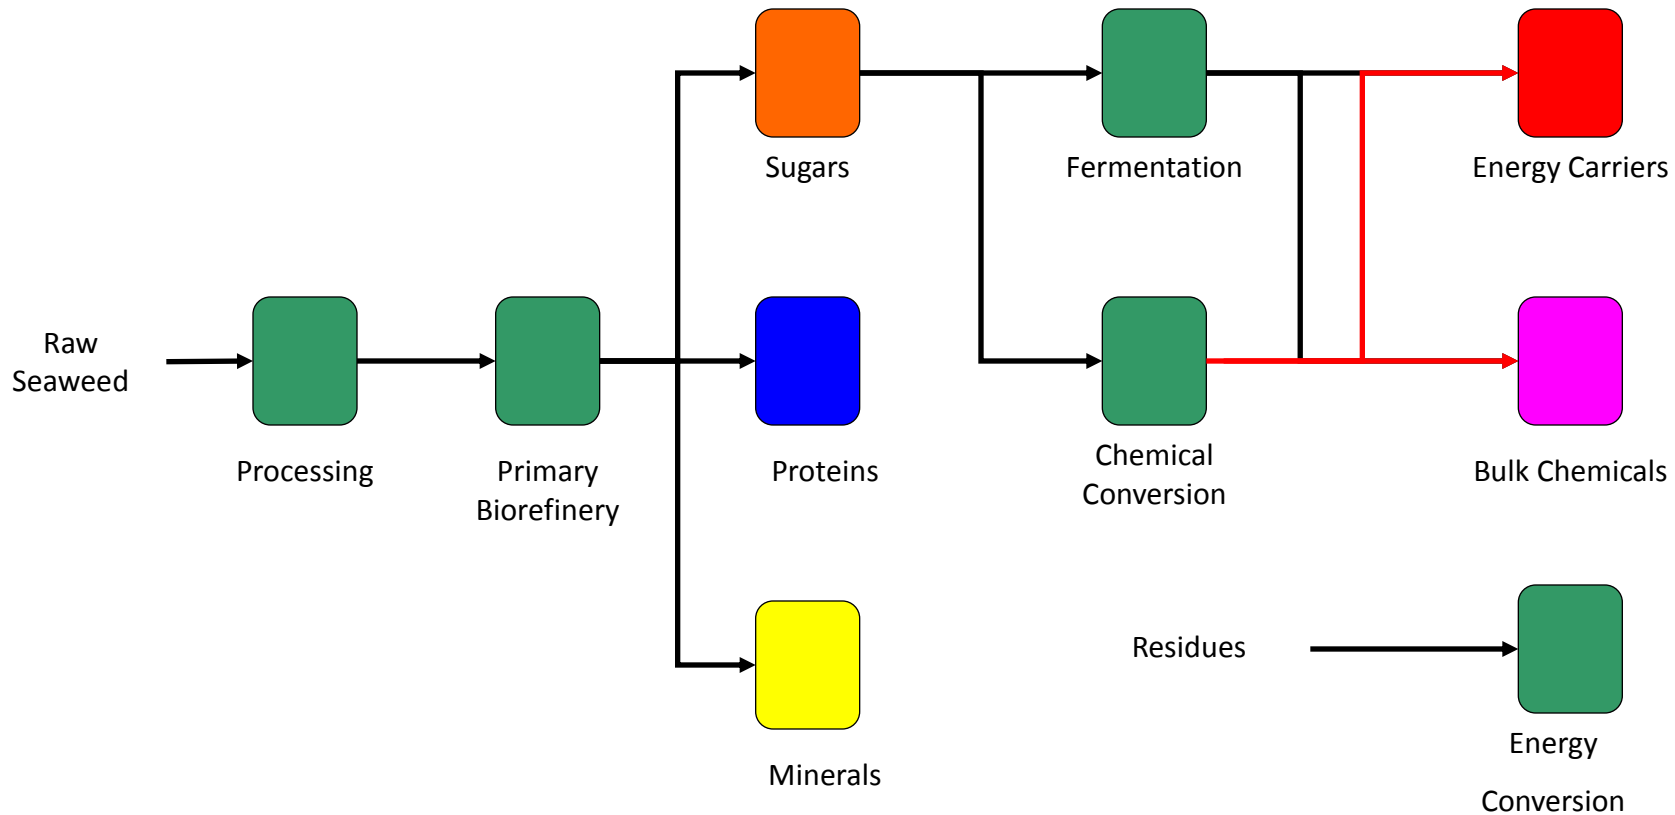 Sugars
Fermentation
Energy Carriers
Raw
Seaweed
Processing
Primary
Biorefinery
Proteins
Chemical
Conversion
Bulk Chemicals
Residues
Minerals
Energy
Conversion